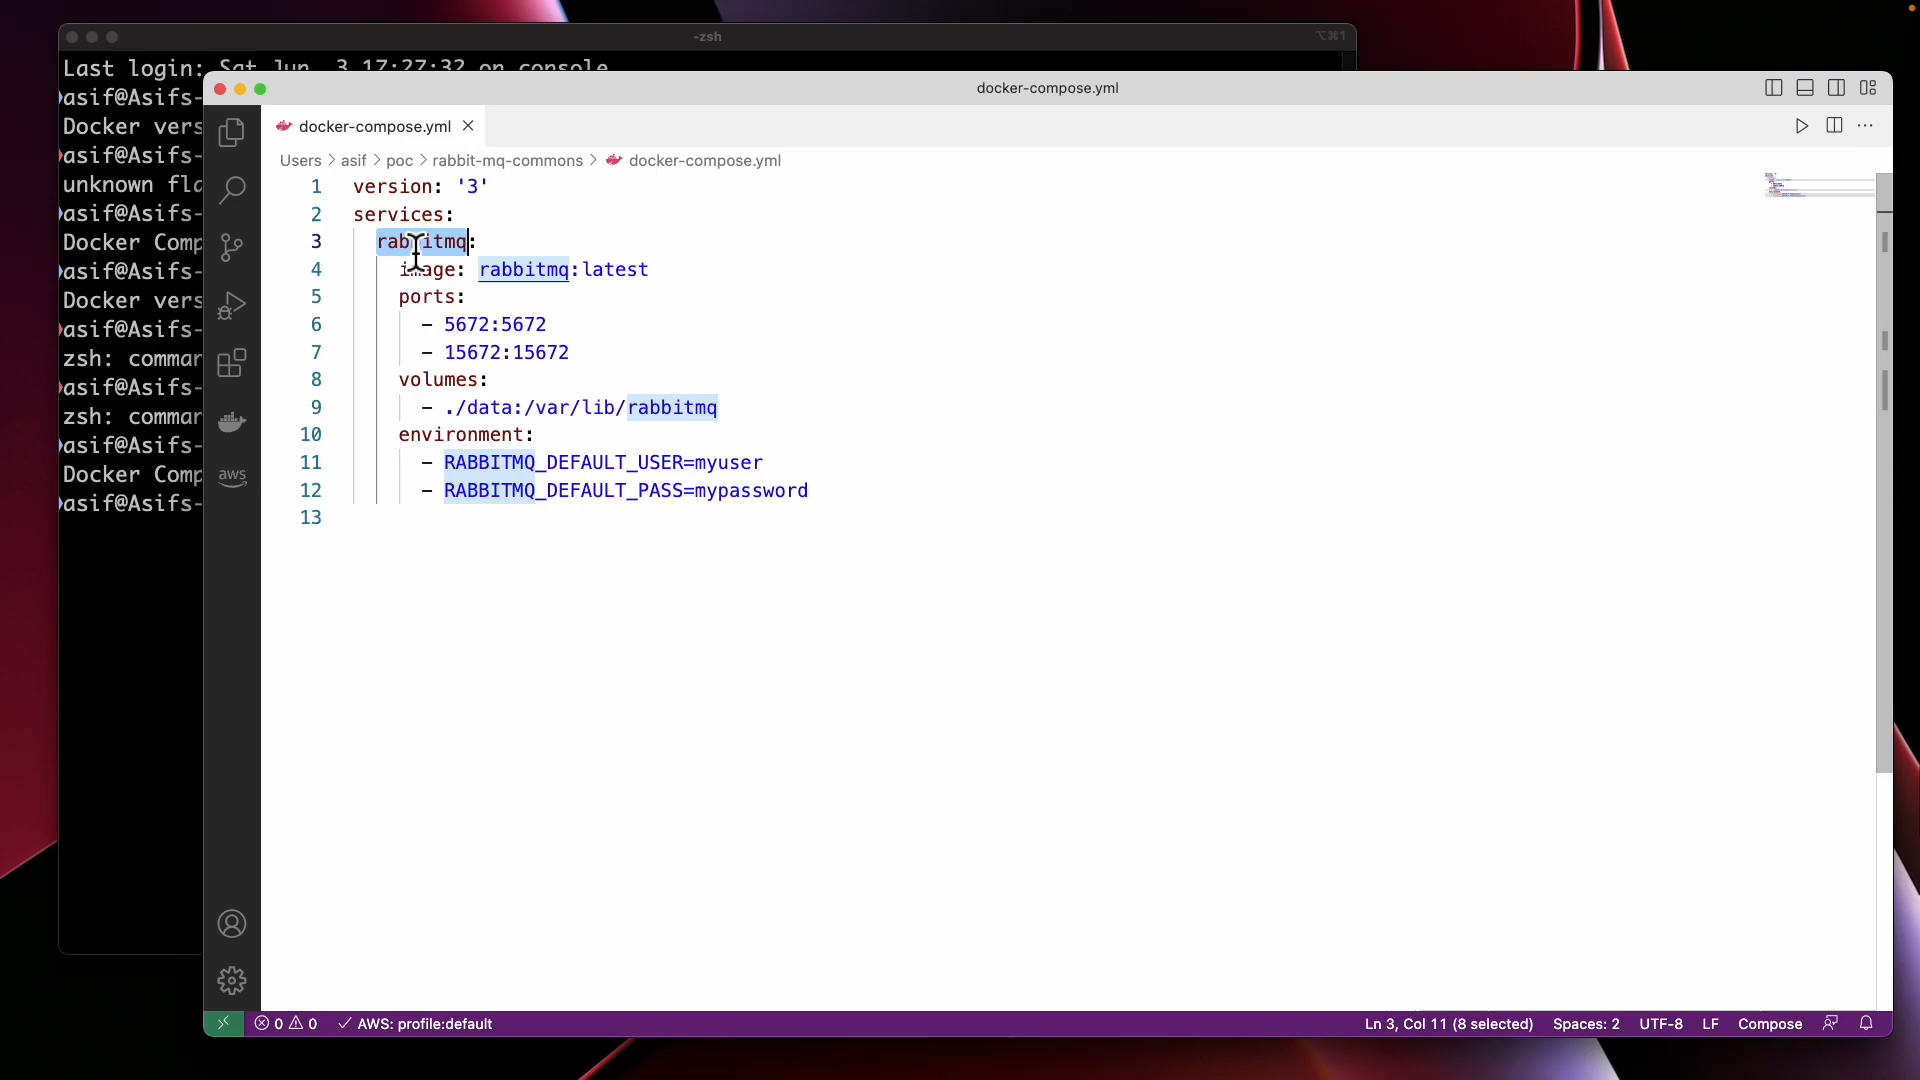 -zsh
⌥⌘1
Last login: Sat Jun 3 17:27:32 on console
asif@Asifs-
Docker vers
asif@Asifs-
unknown fla
asif@Asifs-
Docker Comp
asif@Asifs-
Docker vers
asif@Asifs-
zsh: comman
asif@Asifs-
zsh: comman
asif@Asifs-
Docker Comp
asif@Asifs-
docker-compose.yml
docker-compose.yml
Users > asif > poc > rabbit-mq-commons > docker-compose.yml
1 version: '3'
2 services:
3 rabbitmq:
4 image: rabbitmq:latest
5 ports:
6 - 5672:5672
7 - 15672:15672
8 volumes:
9 - ./data:/var/lib/rabbitmq
10 environment:
11 - RABBITMQ_DEFAULT_USER=myuser
12 - RABBITMQ_DEFAULT_PASS=mypassword
13
aws
0 0 AWS: profile:default
Ln 3, Col 11 (8 selected) Spaces: 2 UTF-8 LF Compose